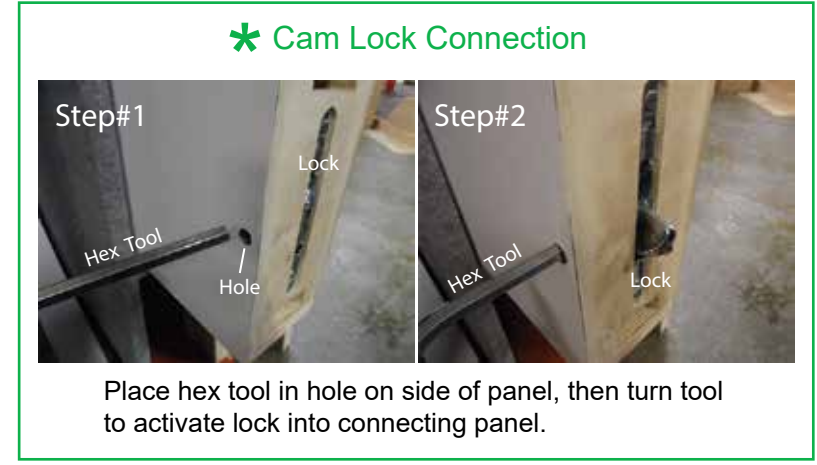 * Cam Lock Connection
Step#1
Lock
Hex Tool
Hole
Step#2
Hex Tool
Lock
Place hex tool in hole on side of panel, then turn tool
to activate lock into connecting panel.